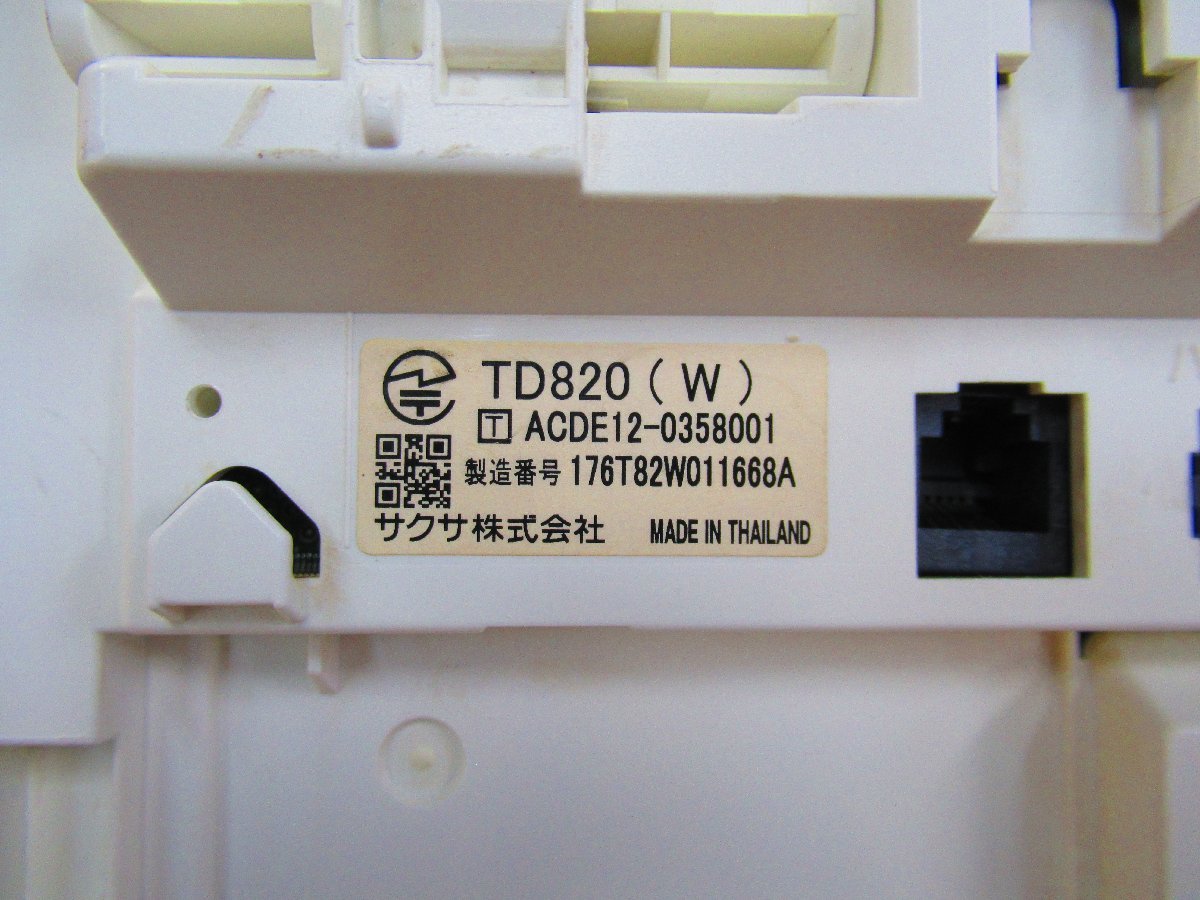 TD820 (W)
T ACDE12-0358001
製造番号 176T82W011668A
サクサ株式会社 MADE IN THAILAND